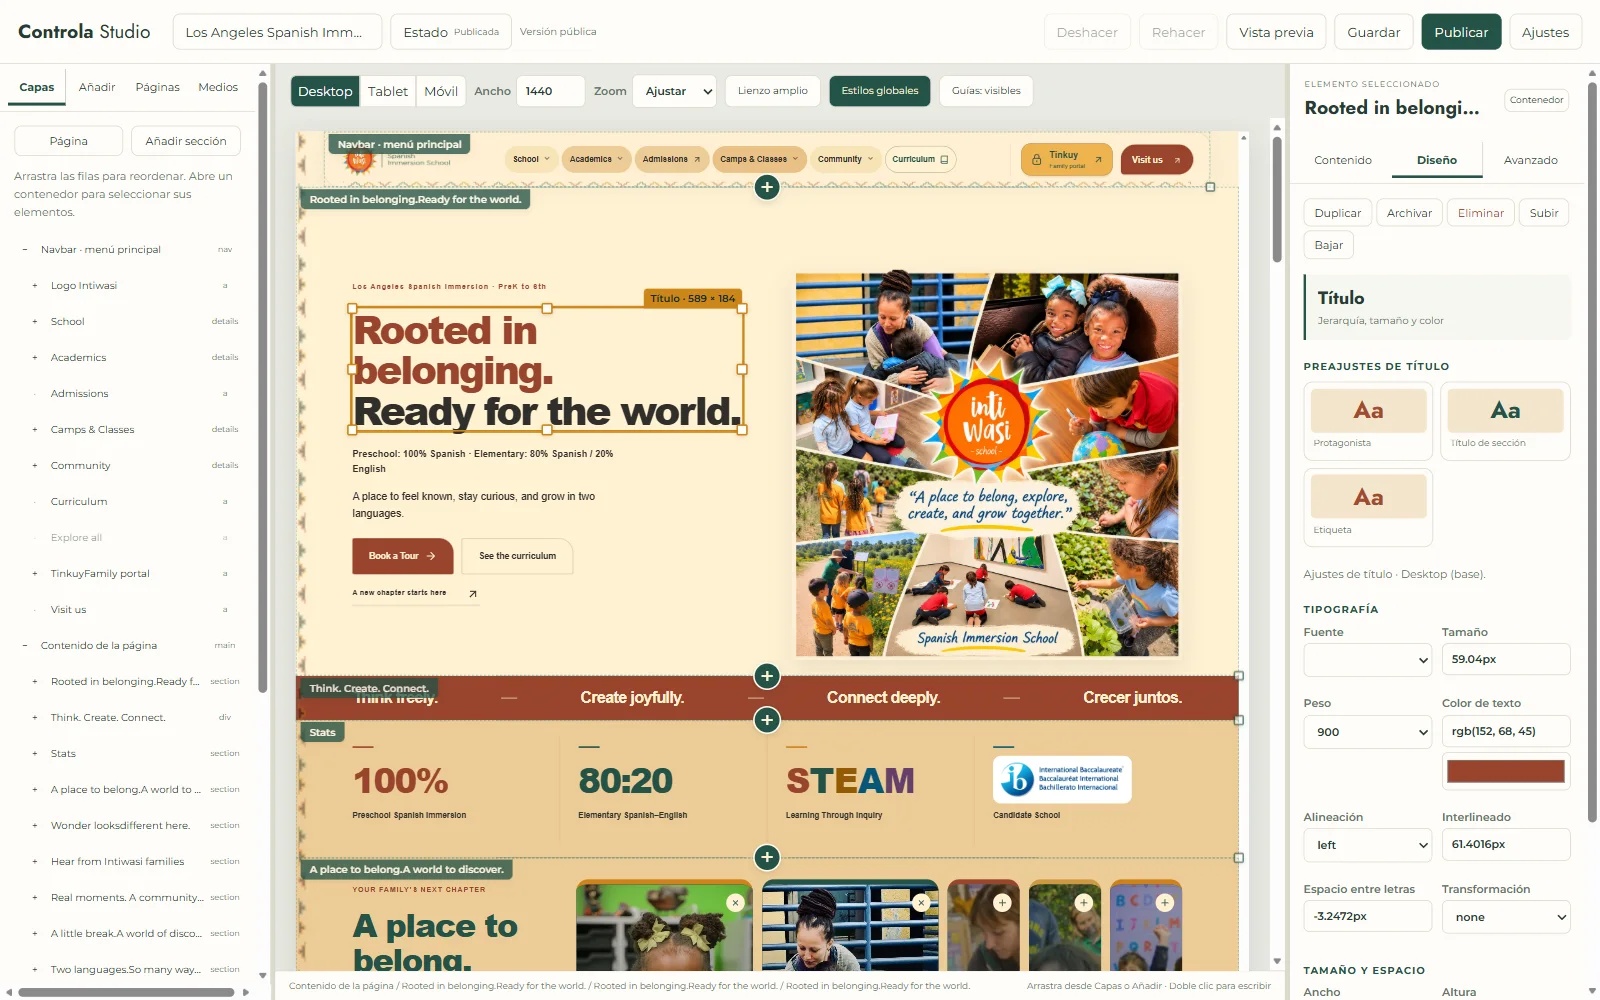 Controla Studio
Los Angeles Spanish Imm...
Estado Publicada
Versión pública
Deshacer
Rehacer
Vista previa
Guardar
Publicar
Ajustes
Capas
Añadir
Páginas
Medios
Página
Añadir sección
Arrastra las filas para reordenar. Abre un
contenedor para seleccionar sus
elementos.
− Navbar · menú principal nav
+ Logo Intiwasi a
+ School details
+ Academics details
· Admissions a
+ Camps & Classes details
+ Community details
· Curriculum a
· Explore all a
+ TinkuyFamily portal a
· Visit us a
− Contenido de la página main
+ Rooted in belonging.Ready f... section
+ Think. Create. Connect. div
+ Stats section
+ A place to belong.A world to ... section
+ Wonder looksdifferent here. section
+ Hear from Intiwasi families section
+ Real moments. A community... section
+ A little break.A world of disco... section
+ Two languages.So many way... section
Desktop
Tablet
Móvil
Ancho
1440
Zoom
Ajustar
Lienzo amplio
Estilos globales
Guías: visibles
Navbar · menú principal
Spanish
Immersion School
School
Academics
Admissions
Camps & Classes
Community
Curriculum
Tinkuy
Family portal
Visit us
Rooted in belonging.Ready for the world.
Los Angeles Spanish Immersion · PreK to 8th
Título · 589 × 184
Rooted in
belonging.
Ready for the world.
Preschool: 100% Spanish · Elementary: 80% Spanish / 20%
English
A place to feel known, stay curious, and grow in two
languages.
Book a Tour →
See the curriculum
A new chapter starts here
inti
wasi
- school -
“A place to belong, explore,
create, and grow together.”
Spanish Immersion School
Think. Create. Connect.
Think freely.
Create joyfully.
Connect deeply.
Crecer juntos.
Stats
100%
Preschool Spanish Immersion
80:20
Elementary Spanish–English
STEAM
Learning Through Inquiry
ib
International Baccalaureate
Baccalauréat International
Bachillerato Internacional
Candidate School
A place to belong.A world to discover.
YOUR FAMILY'S NEXT CHAPTER
A place to
belong.
Contenido de la página / Rooted in belonging.Ready for the world. / Rooted in belonging.Ready for the world. / Rooted in belonging.Ready for the world.
Arrastra desde Capas o Añadir · Doble clic para escribir
ELEMENTO SELECCIONADO
Rooted in belongi...
Contenedor
Contenido
Diseño
Avanzado
Duplicar
Archivar
Eliminar
Subir
Bajar
Título
Jerarquía, tamaño y color
PREAJUSTES DE TÍTULO
Aa
Protagonista
Aa
Título de sección
Aa
Etiqueta
Ajustes de título · Desktop (base).
TIPOGRAFÍA
Fuente
Tamaño
59.04px
Peso
900
Color de texto
rgb(152, 68, 45)
Alineación
left
Interlineado
61.4016px
Espacio entre letras
-3.2472px
Transformación
none
TAMAÑO Y ESPACIO
Ancho
Altura